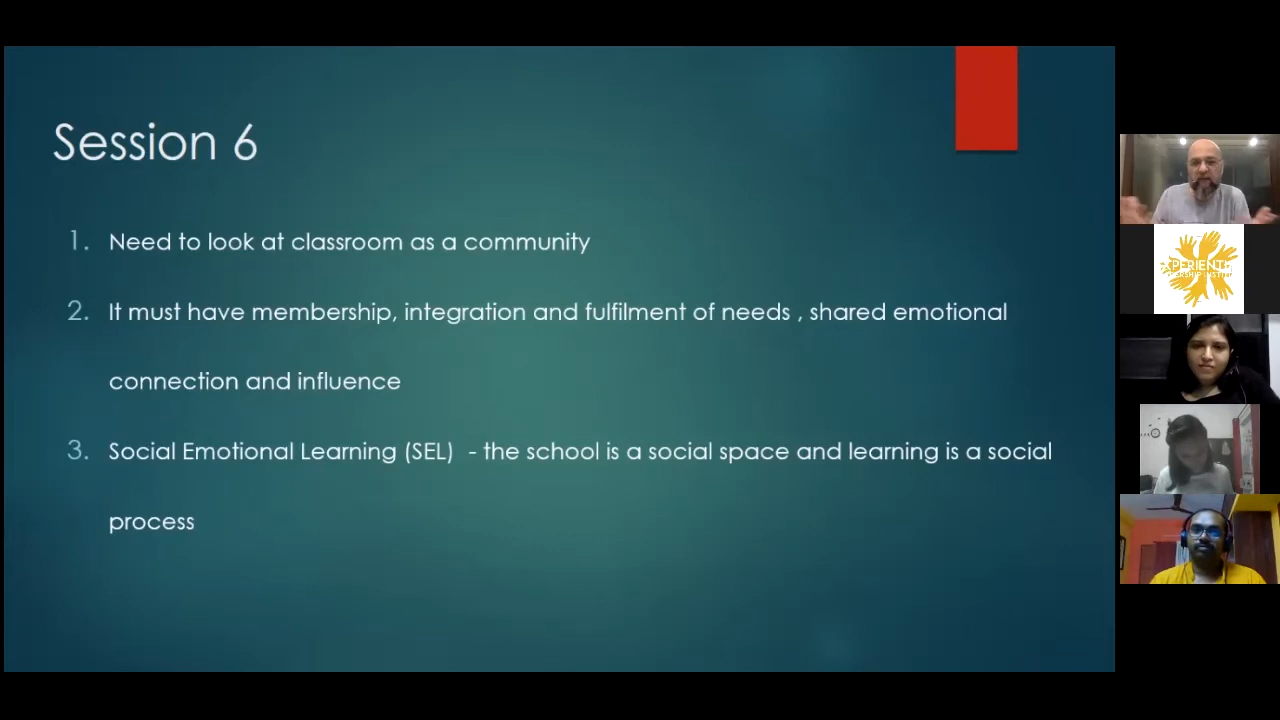 Session 6
1. Need to look at classroom as a community
2. It must have membership, integration and fulfilment of needs , shared emotional
connection and influence
3. Social Emotional Learning (SEL) - the school is a social space and learning is a social
process